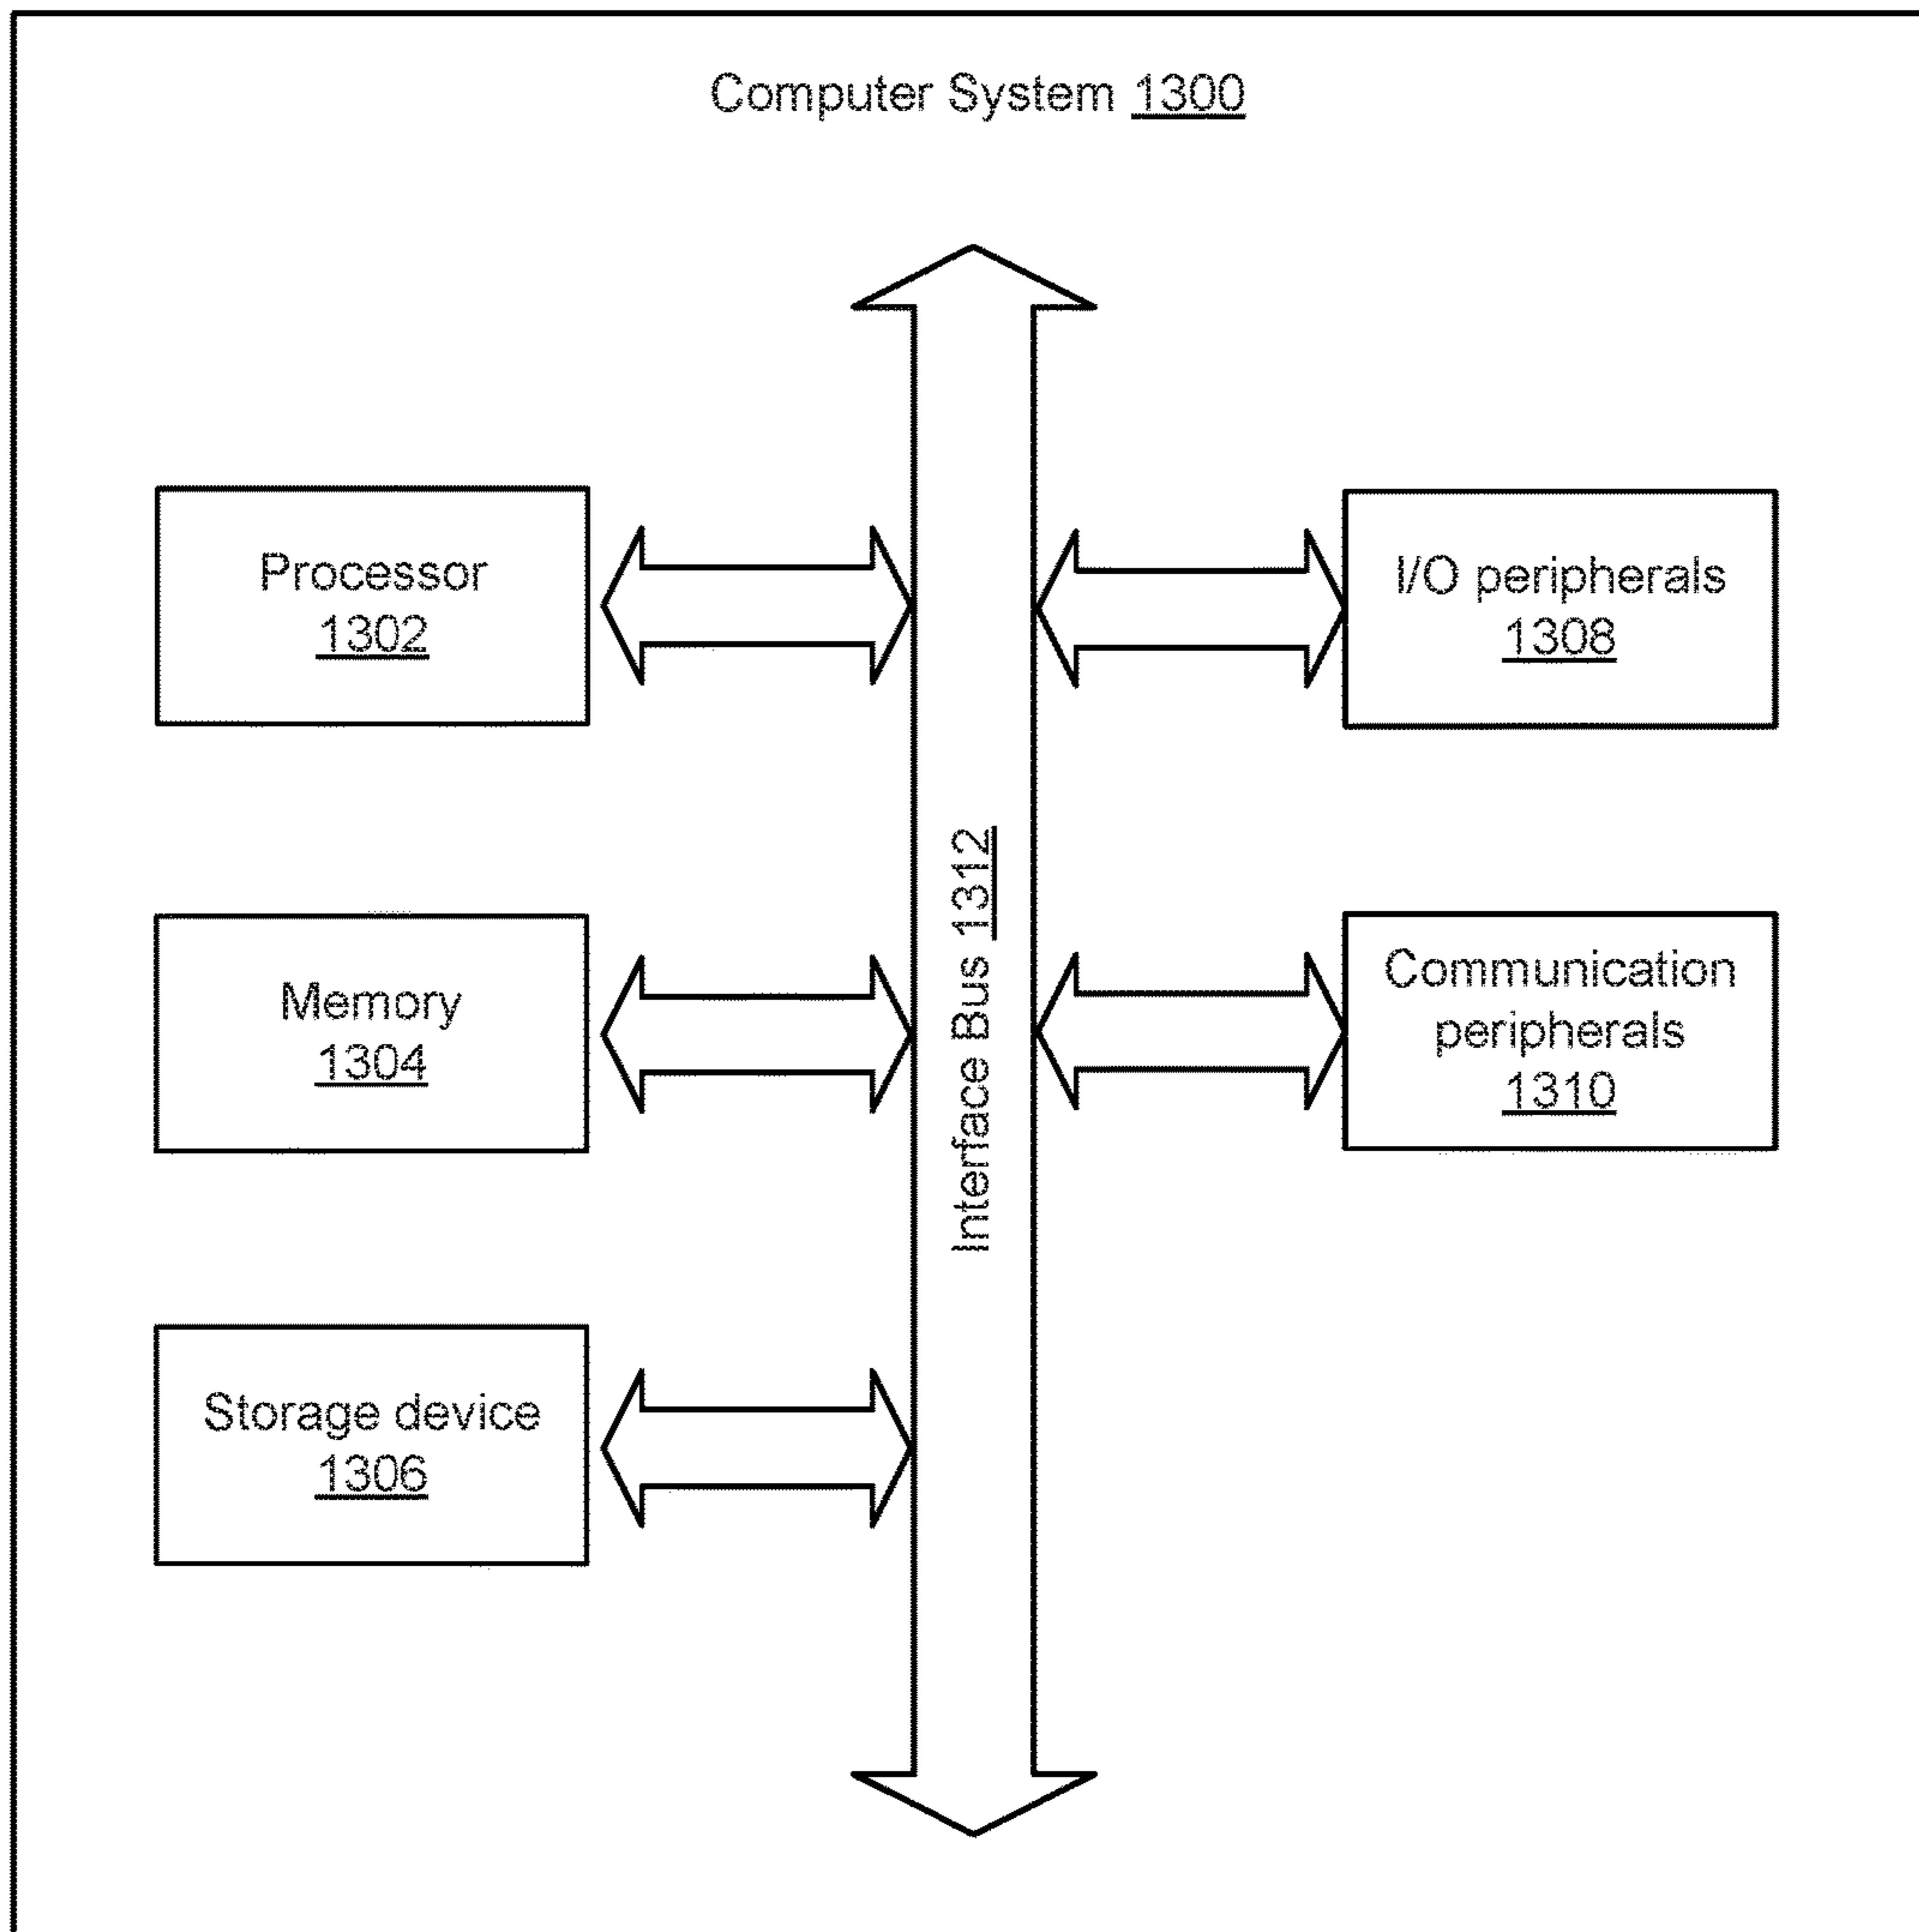 Computer System 1300
Processor
1302
I/O peripherals
1308
Interface Bus 1312
Memory
1304
Communication
peripherals
1310
Storage device
1306